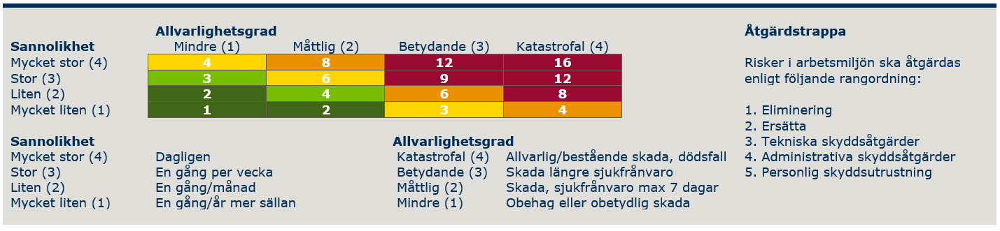 Allvarlighetsgrad
Sannolikhet Mindre (1) Måttlig (2) Betydande (3) Katastrofal (4)
Mycket stor (4) 4 8 12 16
Stor (3) 3 6 9 12
Liten (2) 2 4 6 8
Mycket liten (1) 1 2 3 4
Sannolikhet
Mycket stor (4) Dagligen
Stor (3) En gång per vecka
Liten (2) En gång/månad
Mycket liten (1) En gång/år mer sällan
Allvarlighetsgrad
Katastrofal (4) Allvarlig/bestående skada, dödsfall
Betydande (3) Skada längre sjukfrånvaro
Måttlig (2) Skada, sjukfrånvaro max 7 dagar
Mindre (1) Obehag eller obetydlig skada
Åtgärdstrappa
Risker i arbetsmiljön ska åtgärdas
enligt följande rangordning:
1. Eliminering
2. Ersätta
3. Tekniska skyddsåtgärder
4. Administrativa skyddsåtgärder
5. Personlig skyddsutrustning